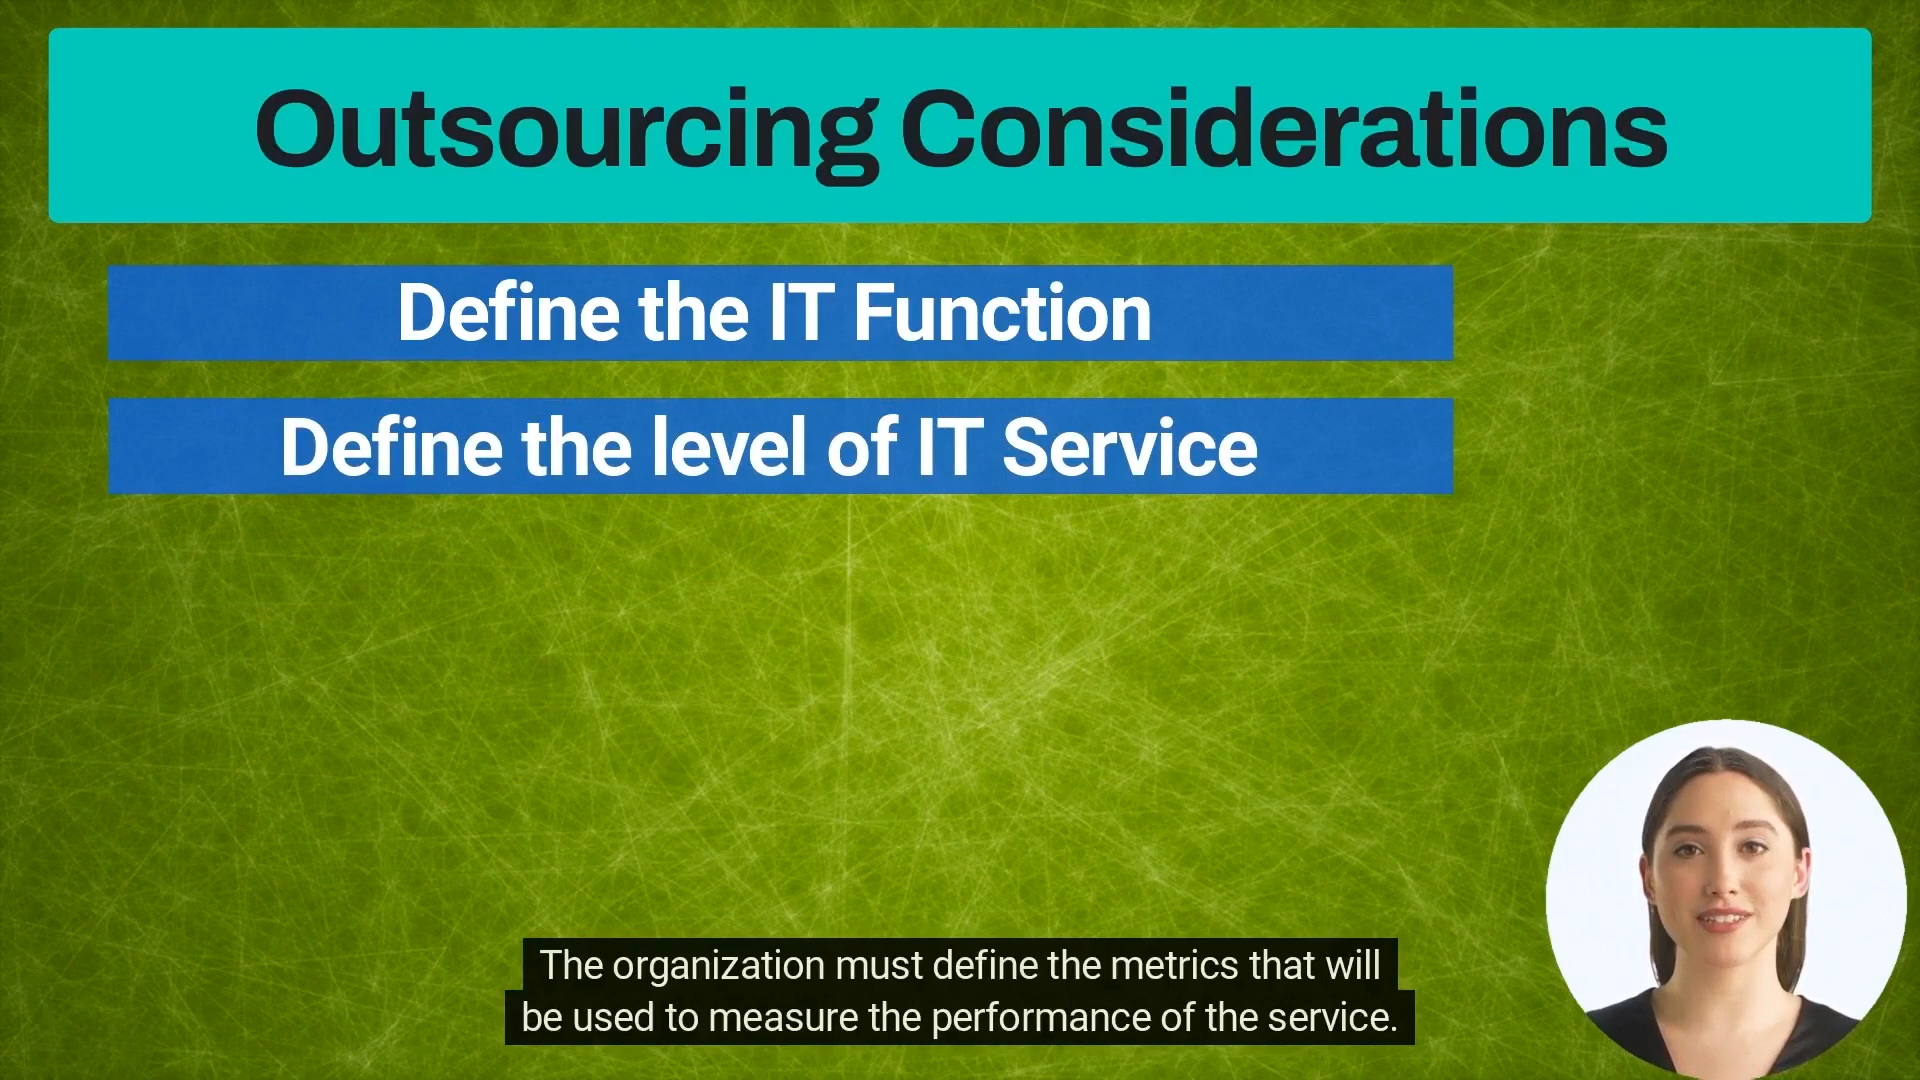 Outsourcing Considerations
Define the IT Function
Define the level of IT Service
The organization must define the metrics that will
be used to measure the performance of the service.